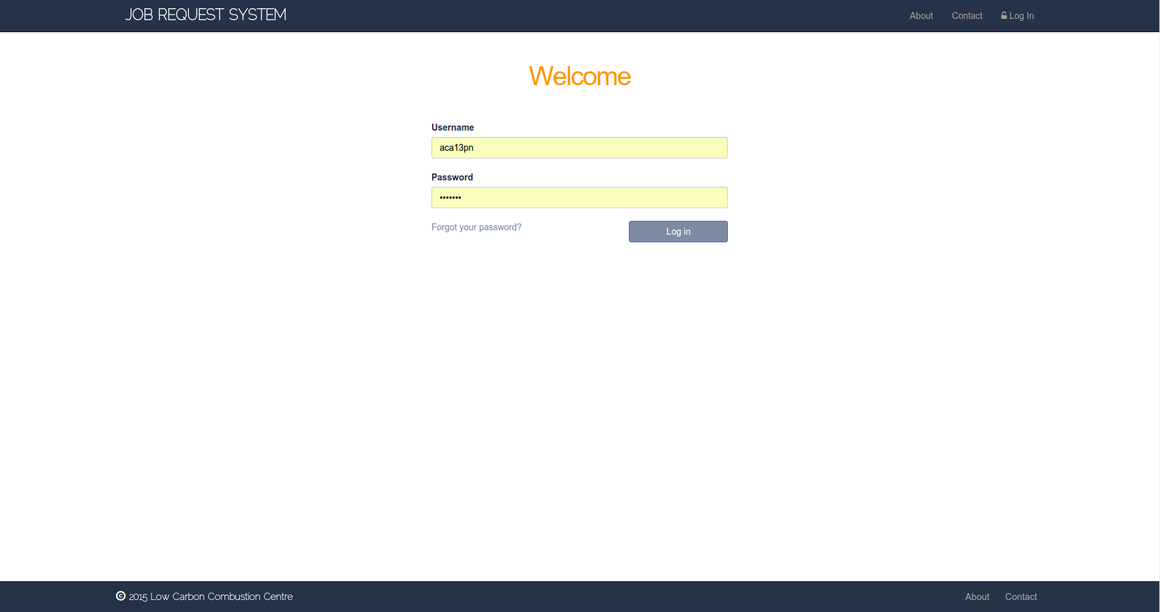 JOB REQUEST SYSTEM
About Contact Log In
Welcome
Username
aca13pn
Password
•••••••
Forgot your password?
Log in
© 2015 Low Carbon Combustion Centre
About Contact